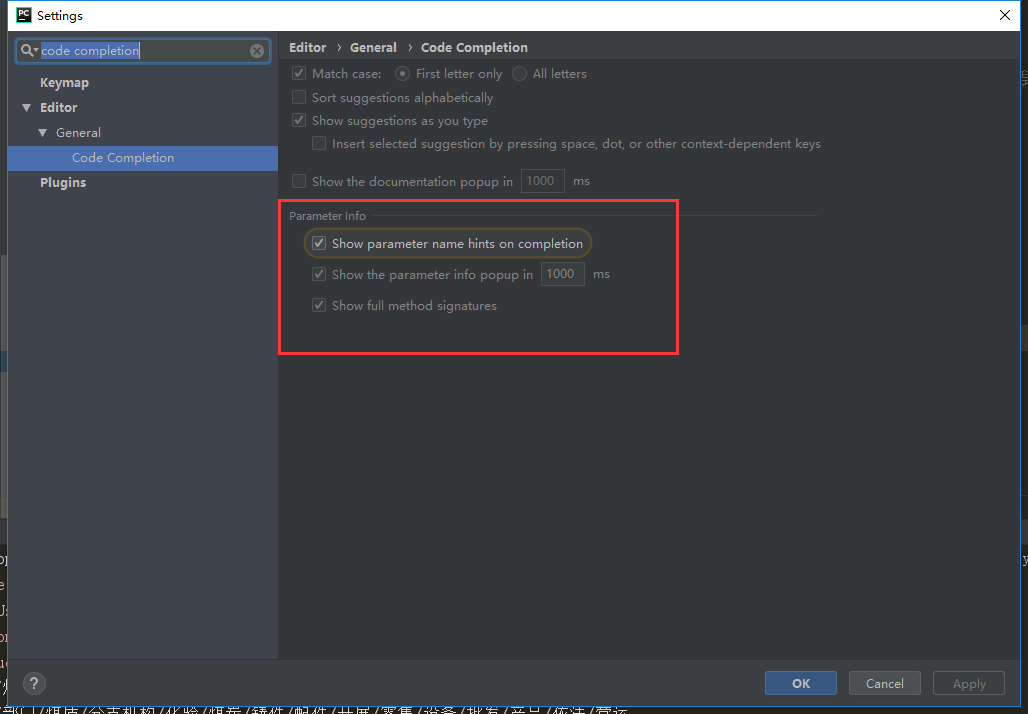 PC Settings
code completion
Keymap
Editor
General
Code Completion
Plugins
Editor › General › Code Completion
Match case: First letter only All letters
Sort suggestions alphabetically
Show suggestions as you type
Insert selected suggestion by pressing space, dot, or other context-dependent keys
Show the documentation popup in 1000 ms
Parameter Info
Show parameter name hints on completion
Show the parameter info popup in 1000 ms
Show full method signatures
?
OK Cancel Apply